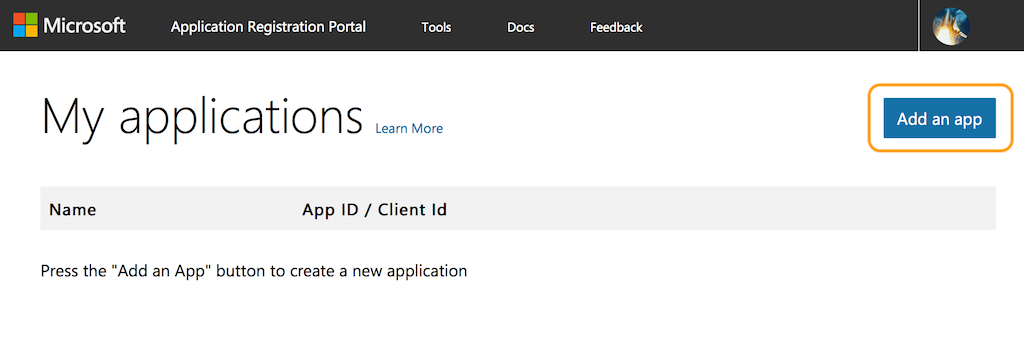 Microsoft Application Registration Portal Tools Docs Feedback
My applications Learn More Add an app
Name App ID / Client Id
Press the "Add an App" button to create a new application